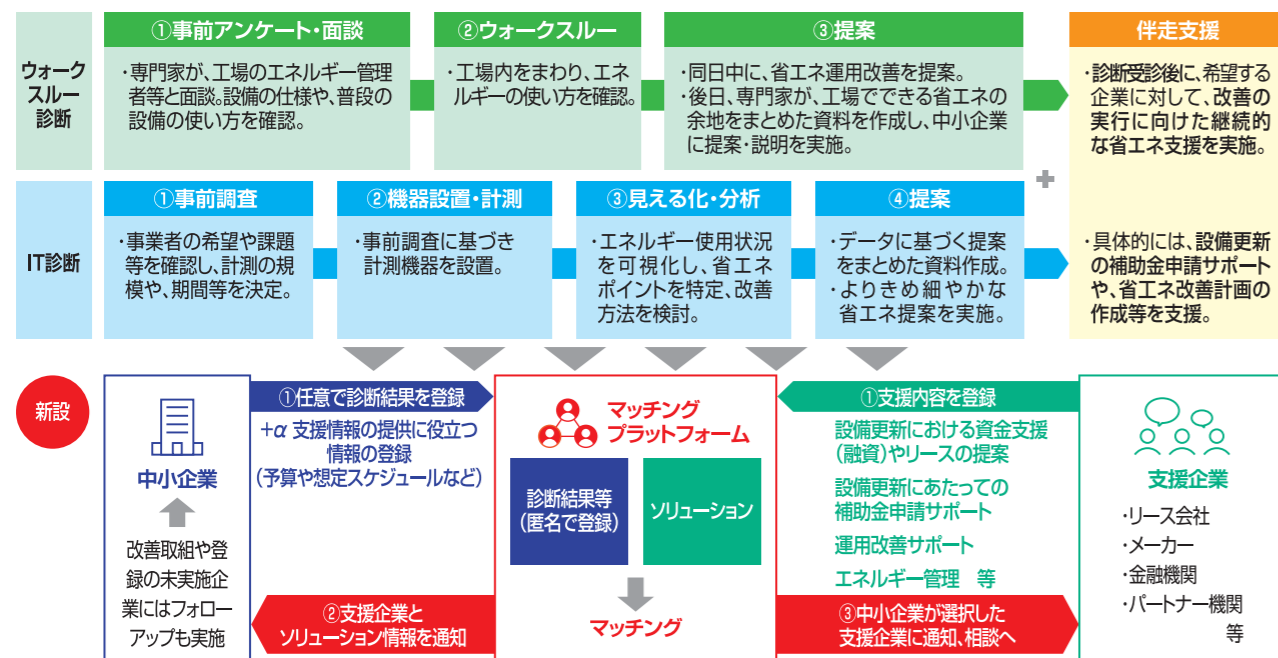 ウォーク
スルー
診断
①事前アンケート・面談
・専門家が、工場のエネルギー管理
者等と面談。設備の仕様や、普段の
設備の使い方を確認。
②ウォークスルー
・工場内をまわり、エネ
ルギーの使い方を確認。
③提案
・同日中に、省エネ運用改善を提案。
・後日、専門家が、工場でできる省エネの
余地をまとめた資料を作成し、中小企業
に提案・説明を実施。
伴走支援
・診断受診後に、希望する
企業に対して、改善の
実行に向けた継続的
な省エネ支援を実施。
IT診断
①事前調査
・事業者の希望や課題
等を確認し、計測の規
模や、期間等を決定。
②機器設置・計測
・事前調査に基づき
計測機器を設置。
③見える化・分析
・エネルギー使用状況
を可視化し、省エネ
ポイントを特定、改善
方法を検討。
④提案
・データに基づく提案
をまとめた資料作成。
・よりきめ細やかな
省エネ提案を実施。
+
・具体的には、設備更新
の補助金申請サポート
や、省エネ改善計画の
作成等を支援。
新設
中小企業
改善取組や登
録の未実施企
業にはフォロー
アップも実施
①任意で診断結果を登録
+α 支援情報の提供に役立つ
情報の登録
(予算や想定スケジュールなど)
②支援企業と
ソリューション情報を通知
マッチング
プラットフォーム
診断結果等
(匿名で登録)
ソリューション
マッチング
①支援内容を登録
設備更新における資金支援
(融資)やリースの提案
設備更新にあたっての
補助金申請サポート
運用改善サポート
エネルギー管理 等
③中小企業が選択した
支援企業に通知、相談へ
支援企業
・リース会社
・メーカー
・金融機関
・パートナー機関
等